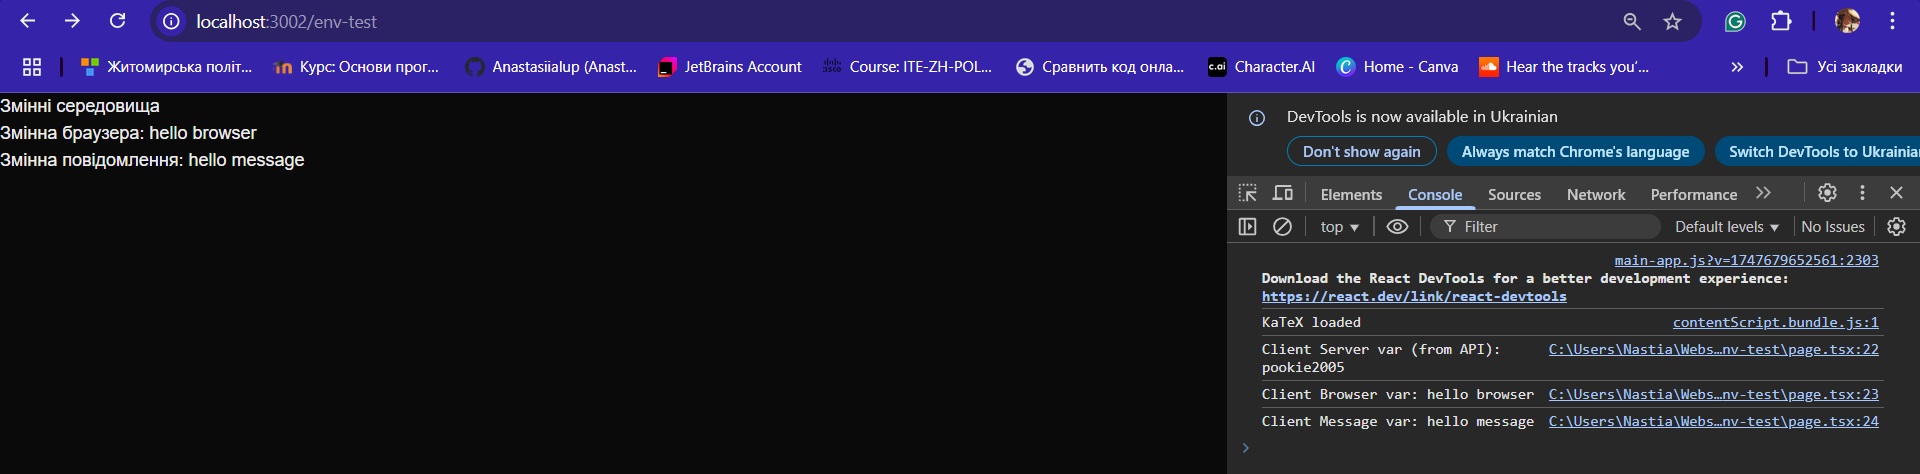 localhost:3002/env-test
Житомирська політ...
Курс: Основи прог...
Anastasiialup (Anast...
JetBrains Account
Course: ITE-ZH-POL...
Сравнить код онла...
c.ai
Character.AI
Home - Canva
Hear the tracks you'...
Усі закладки
Змінні середовища
Змінна браузера: hello browser
Змінна повідомлення: hello message
DevTools is now available in Ukrainian
Don't show again
Always match Chrome's language
Switch DevTools to Ukrainian
Elements
Console
Sources
Network
Performance
top
Filter
Default levels
No Issues
main-app.js?v=1747679652561:2303
Download the React DevTools for a better development experience:
https://react.dev/link/react-devtools
KaTeX loaded
contentScript.bundle.js:1
Client Server var (from API):
C:\Users\Nastia\Webs…nv-test\page.tsx:22
pookie2005
Client Browser var: hello browser
C:\Users\Nastia\Webs…nv-test\page.tsx:23
Client Message var: hello message
C:\Users\Nastia\Webs…nv-test\page.tsx:24